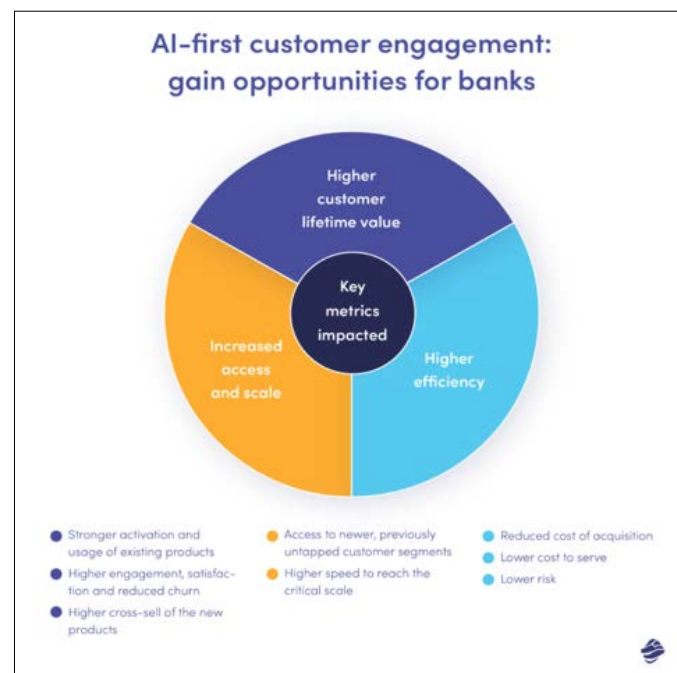 AI-first customer engagement:
gain opportunities for banks
Higher
customer
lifetime value
Key
metrics
impacted
Increased
access
and scale
Higher
efficiency
Stronger activation and
usage of existing products
Higher engagement, satisfac-
tion and reduced churn
Higher cross-sell of the new
products
Access to newer, previously
untapped customer segments
Higher speed to reach the
critical scale
Reduced cost of acquisition
Lower cost to serve
Lower risk